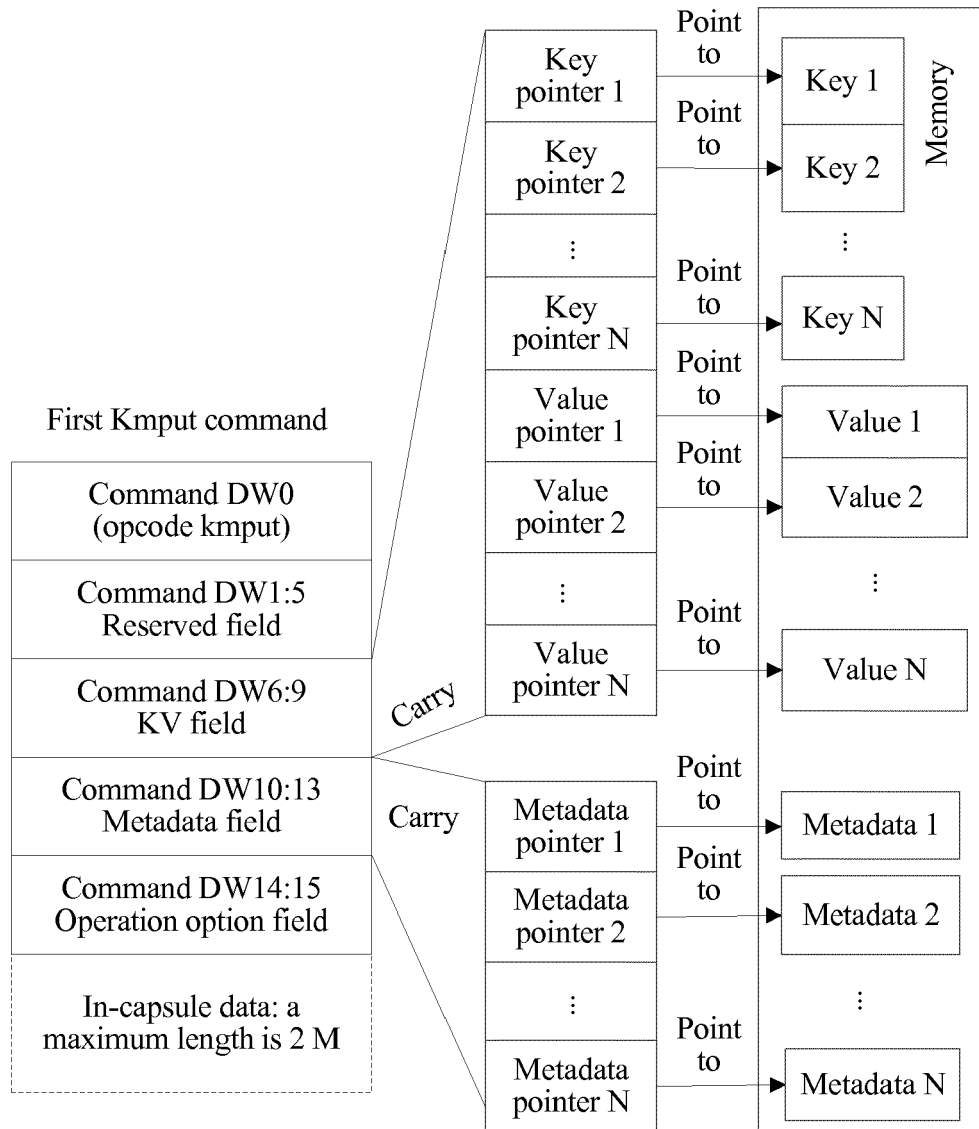 First Kmput command
Command DW0
(opcode kmput)
Command DW1:5
Reserved field
Command DW6:9
KV field
Command DW10:13
Metadata field
Command DW14:15
Operation option field
In-capsule data: a
maximum length is 2 M
Carry
Carry
Key
pointer 1
Key
pointer 2
⋮
Key
pointer N
Value
pointer 1
Value
pointer 2
⋮
Value
pointer N
Metadata
pointer 1
Metadata
pointer 2
⋮
Metadata
pointer N
Point
to
Point
to
Point
to
Point
to
Point
to
Point
to
Point
to
Point
to
Point
to
Memory
Key 1
Key 2
⋮
Key N
Value 1
Value 2
⋮
Value N
Metadata 1
Metadata 2
⋮
Metadata N